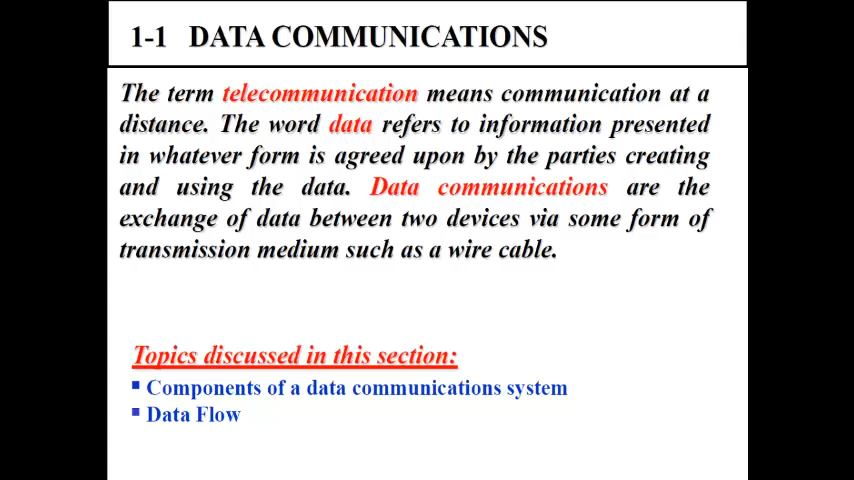 1-1 DATA COMMUNICATIONS
The term telecommunication means communication at a
distance. The word data refers to information presented
in whatever form is agreed upon by the parties creating
and using the data. Data communications are the
exchange of data between two devices via some form of
transmission medium such as a wire cable.
Topics discussed in this section:
▪ Components of a data communications system
▪ Data Flow